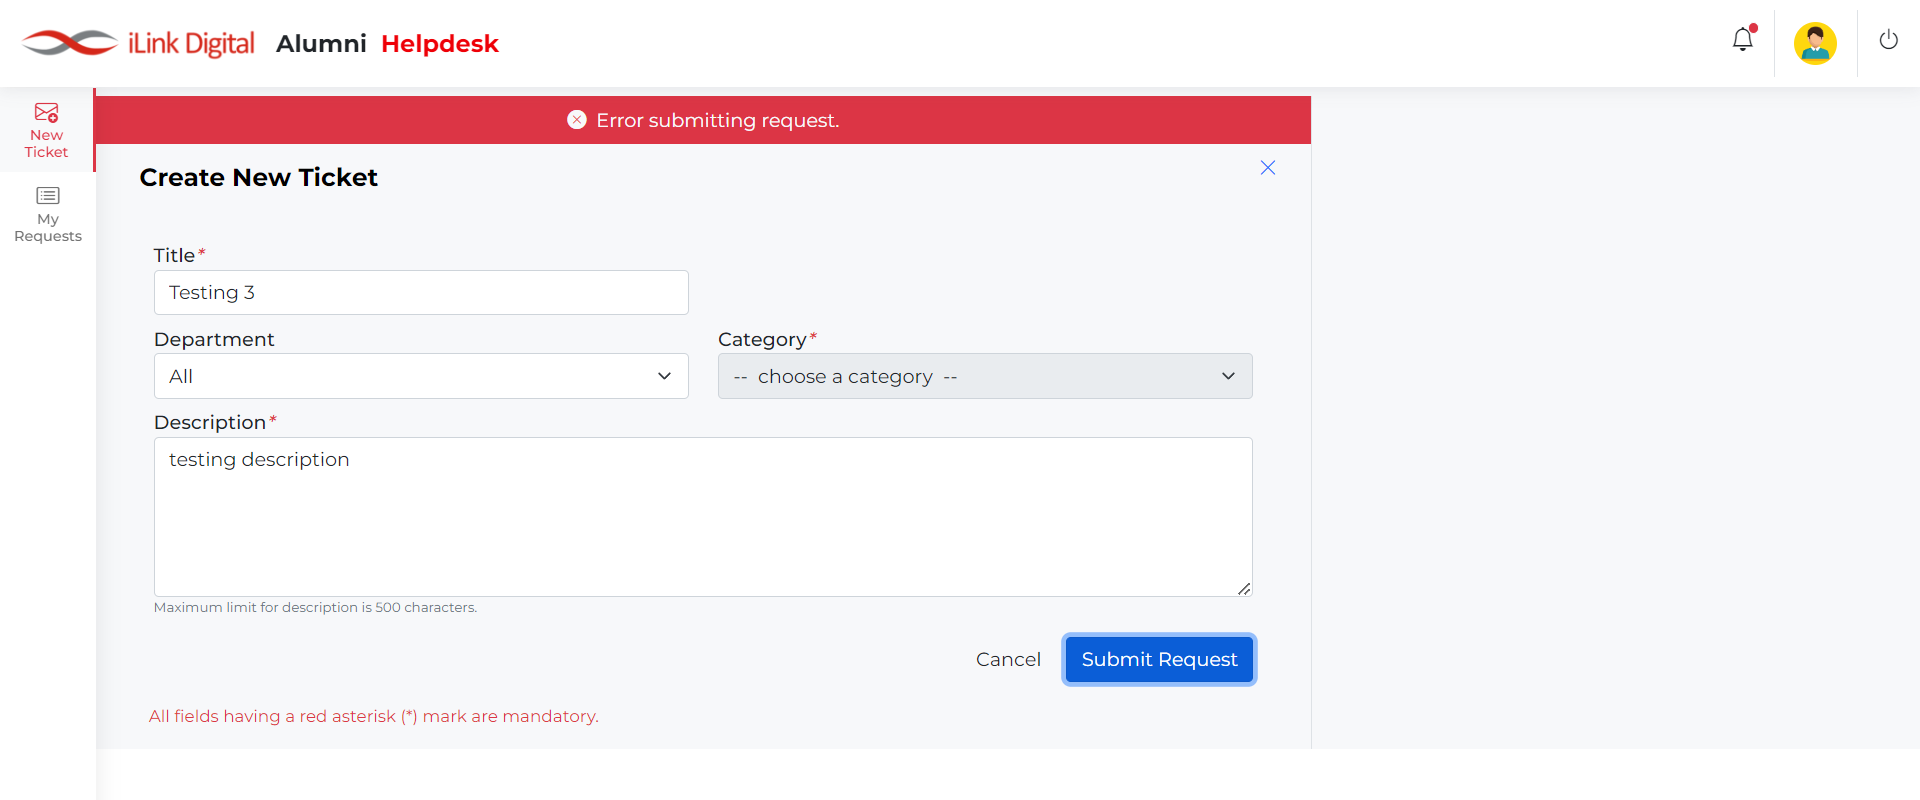 iLink Digital Alumni Helpdesk
Error submitting request.
New
Ticket
My
Requests
Create New Ticket
Title*
Testing 3
Department
Category*
All
-- choose a category --
Description*
testing description
Maximum limit for description is 500 characters.
Cancel
Submit Request
All fields having a red asterisk (*) mark are mandatory.